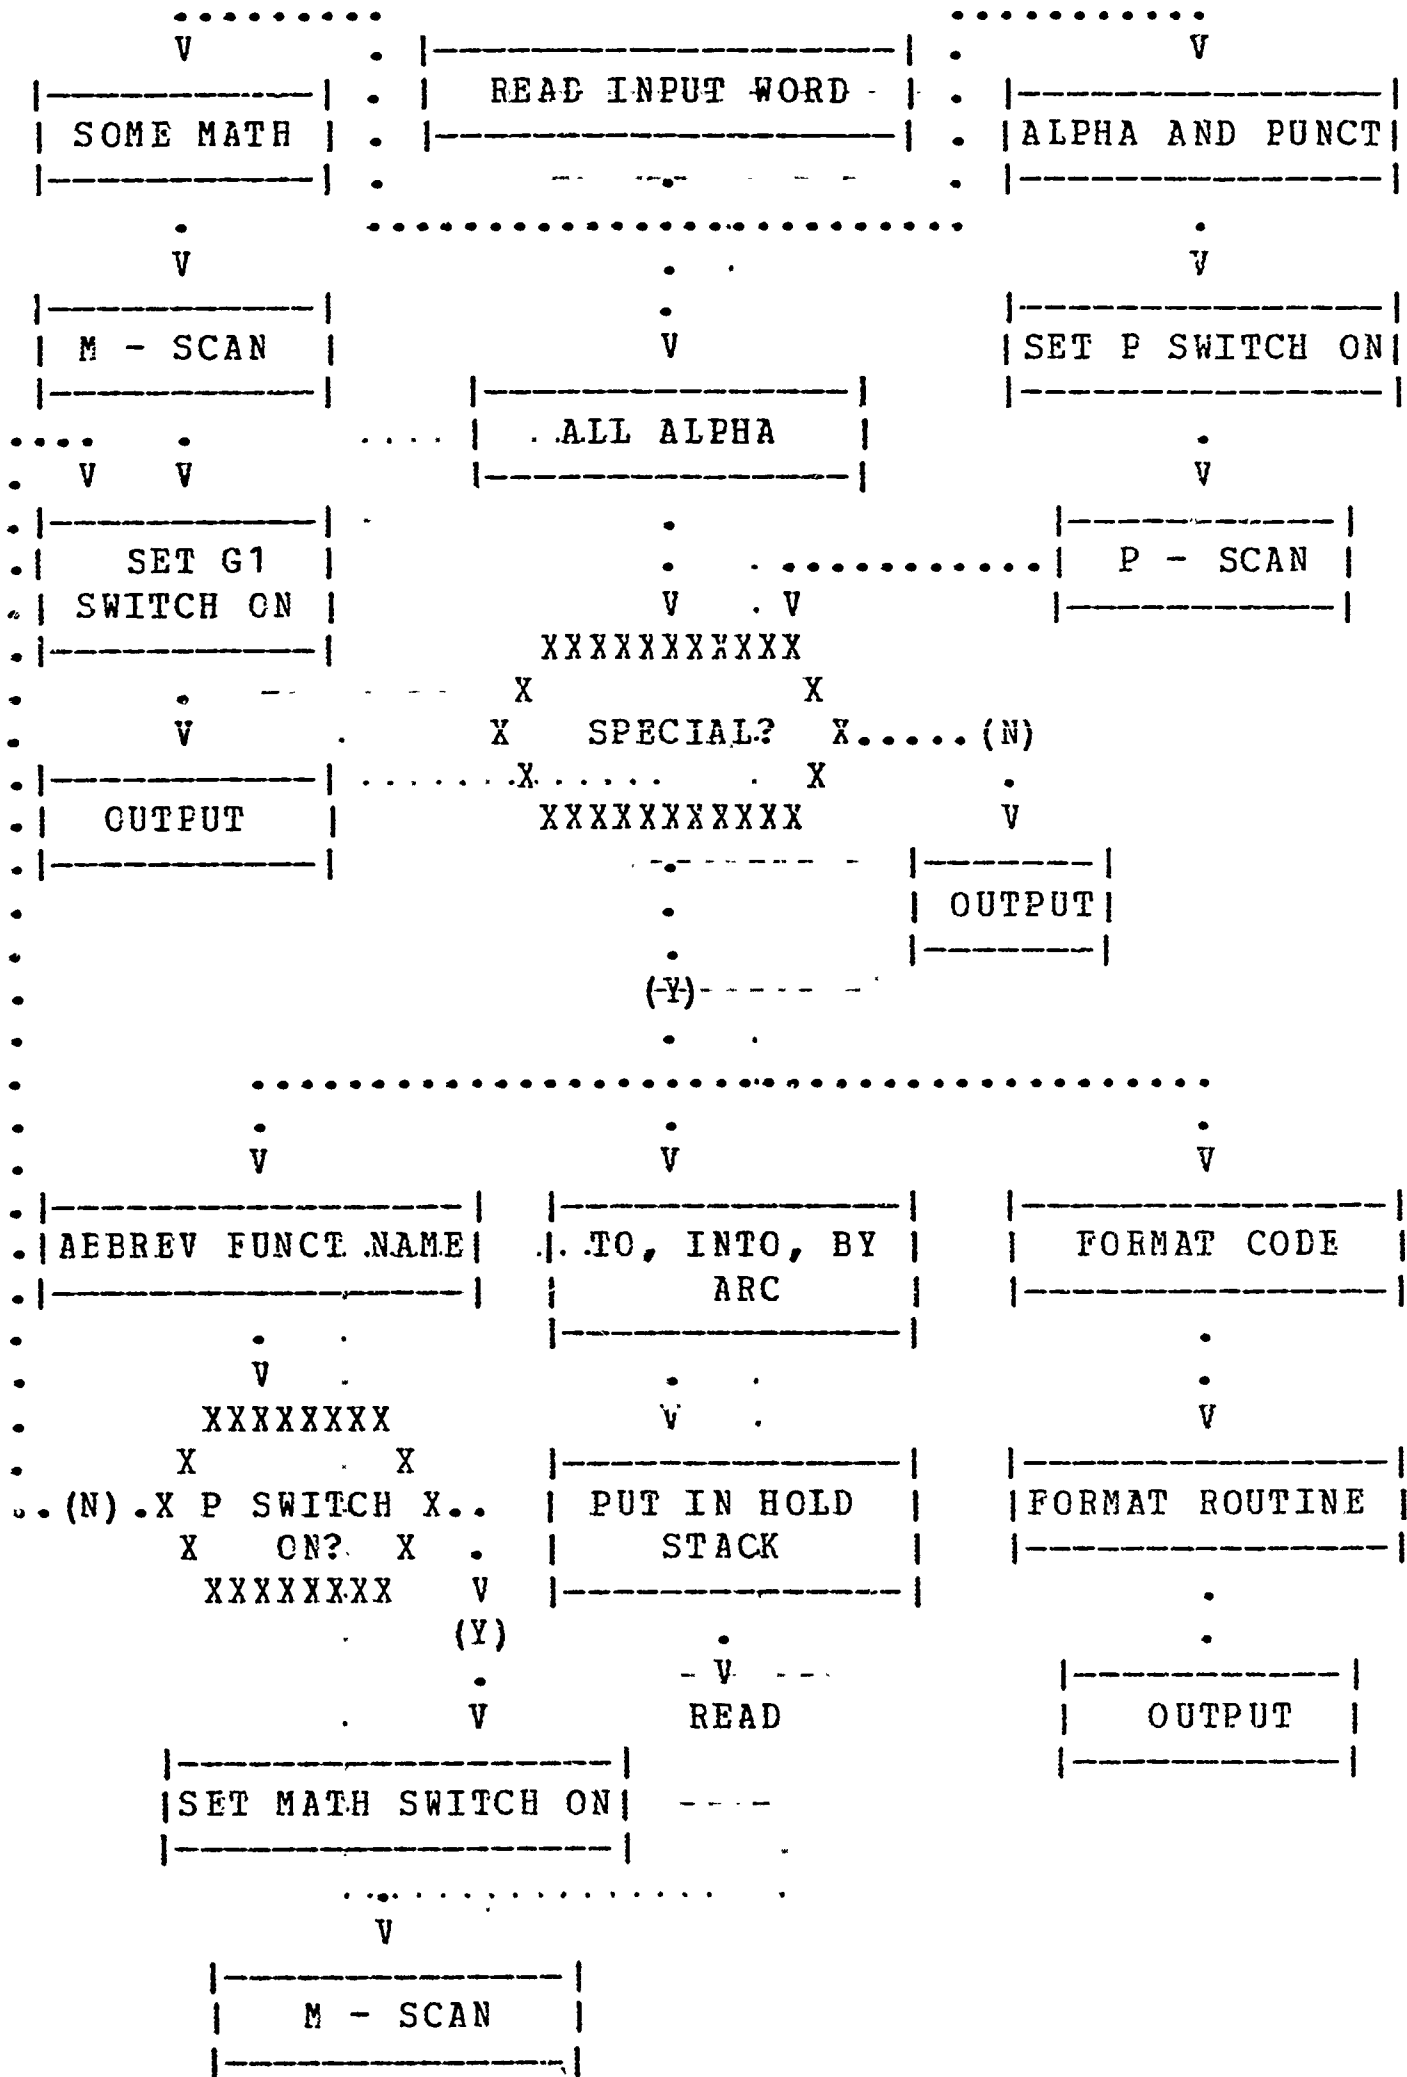 READ INPUT WORD
SOME MATH
ALPHA AND PUNCT
M - SCAN
SET P SWITCH ON
ALL ALPHA
SET G1
SWITCH ON
P - SCAN
SPECIAL?
(N)
OUTPUT
OUTPUT
(Y)
ABBREV FUNCT NAME
TO, INTO, BY
ARC
FORMAT CODE
(N)
P SWITCH
ON?
(Y)
PUT IN HOLD
STACK
FORMAT ROUTINE
READ
OUTPUT
SET MATH SWITCH ON
M - SCAN